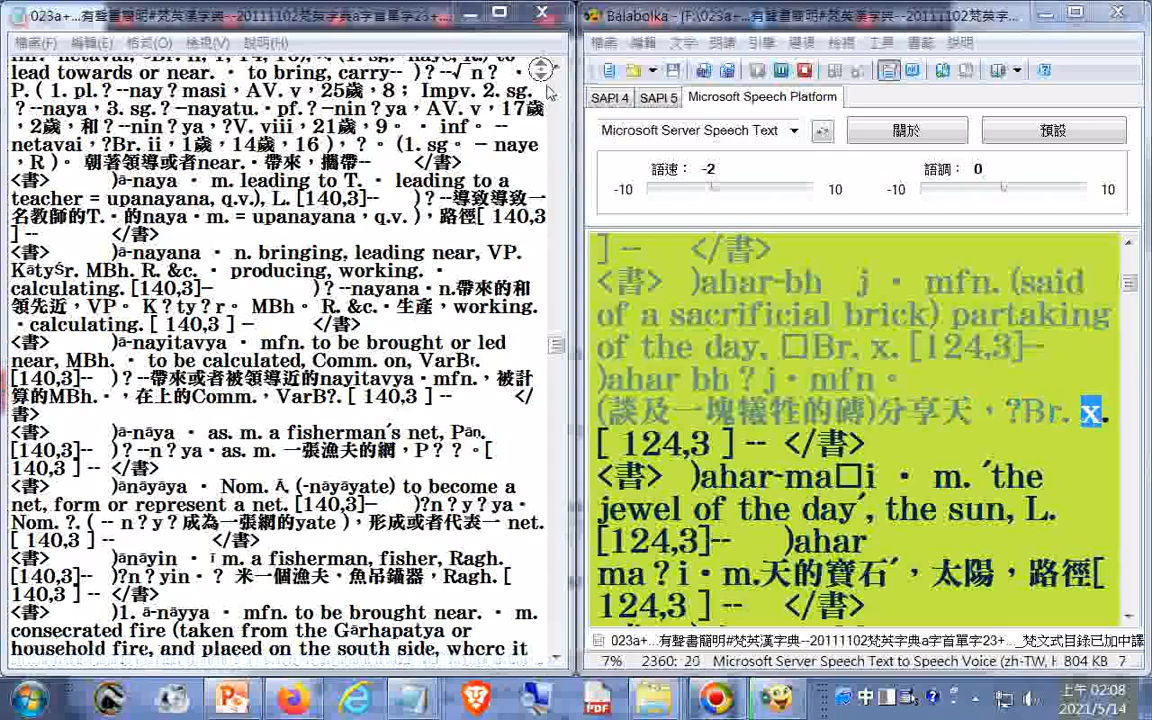 023a+...有聲書簡明#梵英漢字典--20111102梵英字典a字首單字23+...
檔案(F) 編輯(E) 格式(O) 檢視(V) 說明(H)
lead towards or near. · to bring, carry-- )?--√ n? ·
P. ( 1. pl.?--nay?masi, AV. v, 25歲, 8; Impv. 2. sg.
?--naya, 3. sg.?--nayatu. · pf.?--nin?ya, AV. v, 17歲
, 2歲, 和?--nin?ya, ?V. viii, 21歲, 9。 · inf。 --
netavai, ?Br. ii, 1歲, 14歲, 16), ?。(1. sg。 -- naye
, R)。 朝著領導或者near.·帶來, 攜帶-- </書>
<書> )ā-naya · m. leading to T. · leading to a
teacher = upanayana, q.v.), L. [140,3]-- )?--導致導致一
名教師的T.·的naya·m. = upanayana, q.v.), 路徑[ 140,3
] -- </書>
<書> )ā-nayana · n. bringing, leading near, VP.
KātyŚr. MBh. R. &c. · producing, working. ·
calculating. [140,3]-- )?--nayana·n.帶來的和
領先近, VP。 K?ty?r。 MBh。 R. &c.·生產, working.
·calculating. [ 140,3 ] -- </書>
<書> )ā-nayitavya · mfn. to be brought or led
near, MBh. · to be calculated, Comm. on, VarBṛ.
[140,3]-- )?--帶來或者被領導近的nayitavya·mfn., 被計
算的MBh.·, 在上的Comm., VarB?. [ 140,3 ] -- </
書>
<書> )ā-nāya · as. m. a fisherman's net, Pāṇ.
[140,3]-- )?--n?ya·as. m. 一張漁夫的網, P??。[
140,3 ] -- </書>
<書> )ānāyāya · Nom. Ā. (-nāyāyate) to become a
net, form or represent a net. [140,3]-- )?n?y?ya·
Nom. ?. ( -- n?y?成為一張網的yate ), 形成或者代表一 net.
[ 140,3 ] -- </書>
<書> )ānāyin · ī m. a fisherman, fisher, Ragh.
[140,3]-- )?n?yin·? 米一個漁夫、魚吊錨器, Ragh. [
140,3 ] -- </書>
<書> )1. ā-nāyya · mfn. to be brought near. · m.
consecrated fire (taken from the Gārhapatya or
household fire, and placed on the south side, where it
Balabolka - [F:\023a+...有聲書簡明#梵英漢字典--20111102梵英字...
檔案 編輯 文字 朗讀 引擎 選項 檢視 工具 書籤 說明
SAPI 4 SAPI 5 Microsoft Speech Platform
Microsoft Server Speech Text 關於 預設
語速: -2 語調: 0
-10 10 -10 10
] -- </書>
<書> )ahar-bh j · mfn. (said
of a sacrificial brick) partaking
of the day, □Br. x. [124,3]--
)ahar bh?j·mfn。
(談及一塊犧牲的磚)分享天, ?Br. x.
[ 124,3 ] -- </書>
<書> )ahar-ma□i · m. 'the
jewel of the day', the sun, L.
[124,3]-- )ahar
ma?i·m.天的寶石', 太陽, 路徑[
124,3 ] -- </書>
023a+...有聲書簡明#梵英漢字典--20111102梵英字典a字首單字23+..._梵文式目錄已加中譯
7% 2360: 20 Microsoft Server Speech Text to Speech Voice (zh-TW, H 804 KB 7
中 上午 02:08
2021/5/14